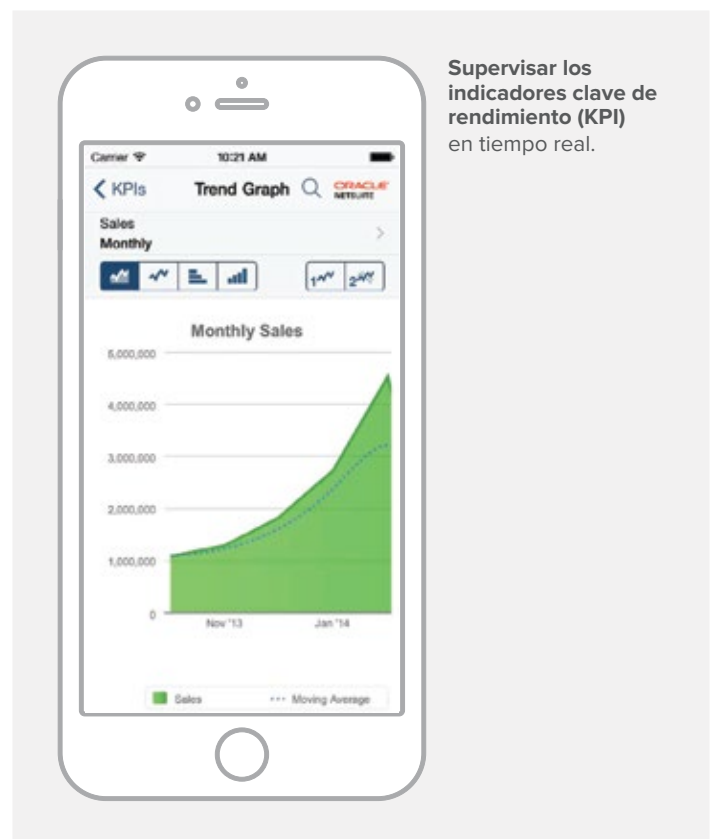 Supervisar los
indicadores clave de
rendimiento (KPI)
en tiempo real.
Carrier 10:21 AM
KPIs Trend Graph ORACLE
NETSUITE
Sales
Monthly
1 2
Monthly Sales
5,000,000
4,000,000
3,000,000
2,000,000
1,000,000
0
Nov '13 Jan '14
Sales Moving Average